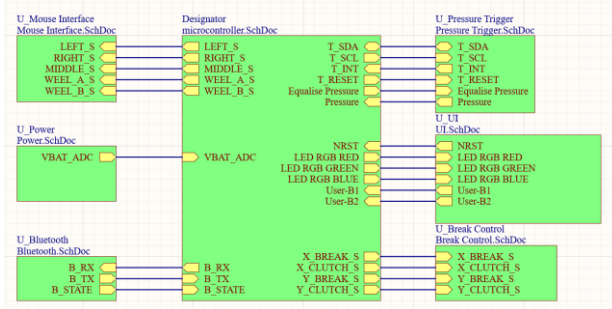 U_Mouse Interface
Mouse Interface.SchDoc
LEFT_S
RIGHT_S
MIDDLE_S
WEEL_A_S
WEEL_B_S
U_Power
Power.SchDoc
VBAT_ADC
U_Bluetooth
Bluetooth.SchDoc
B_RX
B_TX
B_STATE
Designator
microcontroller.SchDoc
LEFT_S
RIGHT_S
MIDDLE_S
WEEL_A_S
WEEL_B_S
VBAT_ADC
B_RX
B_TX
B_STATE
T_SDA
T_SCL
T_INT
T_RESET
Equalise Pressure
Pressure
NRST
LED RGB RED
LED RGB GREEN
LED RGB BLUE
User-B1
User-B2
X_BREAK_S
X_CLUTCH_S
Y_BREAK_S
Y_CLUTCH_S
U_Pressure Trigger
Pressure Trigger.SchDoc
T_SDA
T_SCL
T_INT
T_RESET
Equalise Pressure
Pressure
U_UI
UI.SchDoc
NRST
LED RGB RED
LED RGB GREEN
LED RGB BLUE
User-B1
User-B2
U_Break Control
Break Control.SchDoc
X_BREAK_S
X_CLUTCH_S
Y_BREAK_S
Y_CLUTCH_S